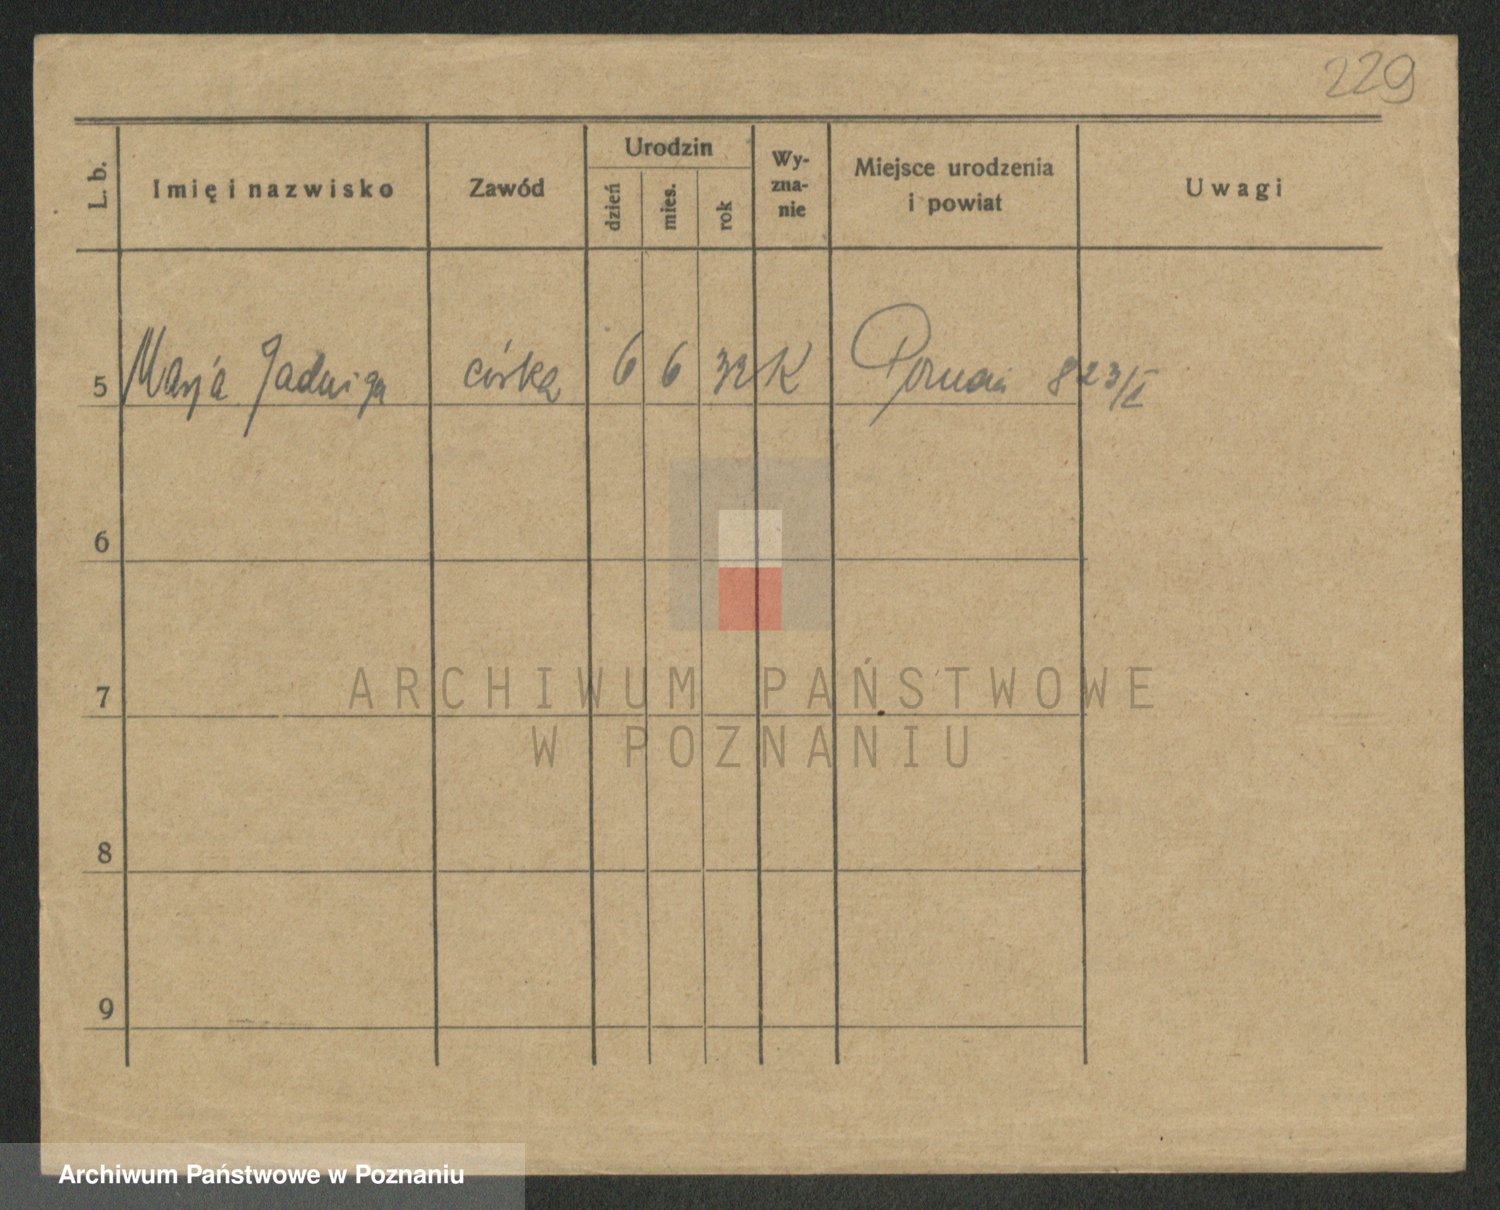 229
L. b.
Imię i nazwisko
Zawód
Urodzin
dzień
mies.
rok
Wy-
zna-
nie
Miejsce urodzenia
i powiat
Uwagi
5 Marja Jadwiga córka 6 6 32 K Poznań 823/I
6
7
8
9
ARCHIWUM PAŃSTWOWE
W POZNANIU
Archiwum Państwowe w Poznaniu